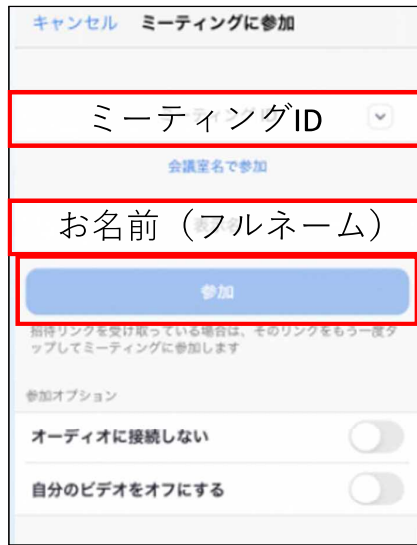 キャンセル ミーティングに参加
ミーティングID
会議室名で参加
お名前（フルネーム）
参加
招待リンクを受け取っている場合は、そのリンクをもう一度タ
ップしてミーティングに参加します
参加オプション
オーディオに接続しない
自分のビデオをオフにする